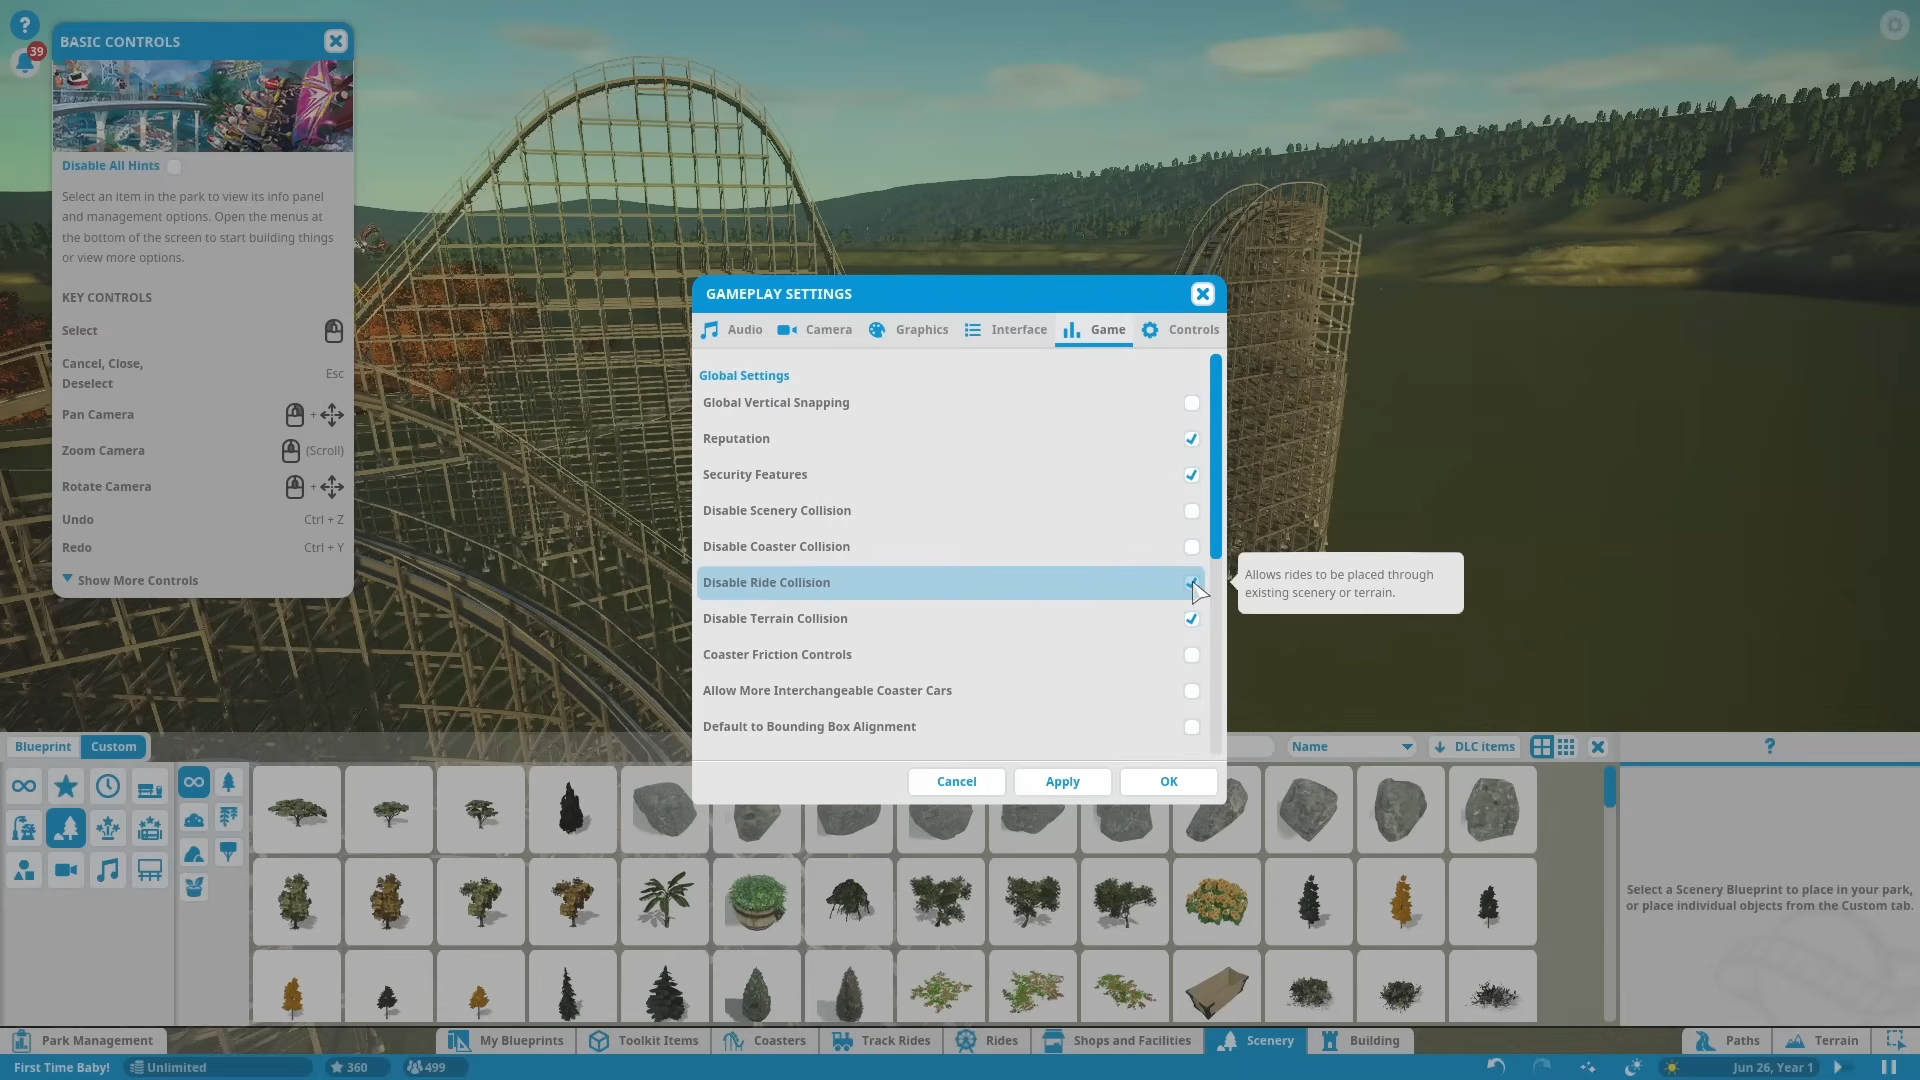 ?
39
BASIC CONTROLS
Disable All Hints
Select an item in the park to view its info panel
and management options. Open the menus at
the bottom of the screen to start building things
or view more options.
KEY CONTROLS
Select
Cancel, Close,
Deselect
Esc
Pan Camera
+
Zoom Camera
(Scroll)
Rotate Camera
+
Undo
Ctrl + Z
Redo
Ctrl + Y
Show More Controls
GAMEPLAY SETTINGS
Audio
Camera
Graphics
Interface
Game
Controls
Global Settings
Global Vertical Snapping
Reputation
Security Features
Disable Scenery Collision
Disable Coaster Collision
Disable Ride Collision
Disable Terrain Collision
Coaster Friction Controls
Allow More Interchangeable Coaster Cars
Default to Bounding Box Alignment
Cancel
Apply
OK
Allows rides to be placed through
existing scenery or terrain.
Blueprint
Custom
Name
DLC items
?
Select a Scenery Blueprint to place in your park,
or place individual objects from the Custom tab.
Park Management
My Blueprints
Toolkit Items
Coasters
Track Rides
Rides
Shops and Facilities
Scenery
Building
Paths
Terrain
First Time Baby!
Unlimited
360
499
Jun 26, Year 1